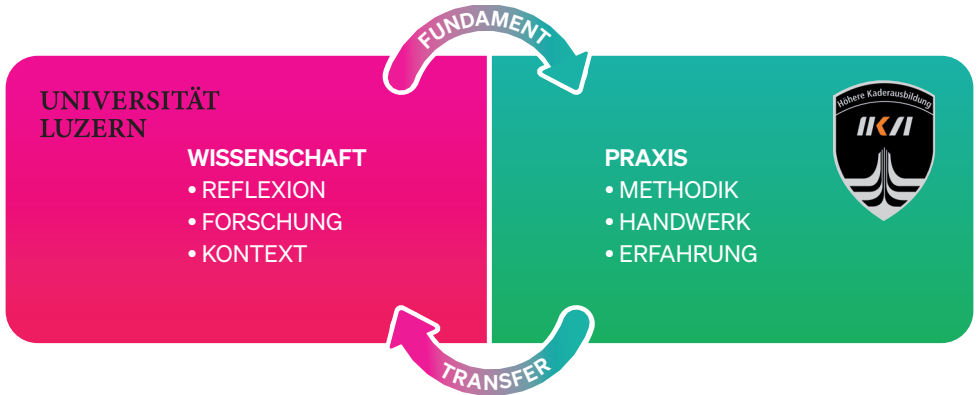 FUNDAMENT
UNIVERSITÄT
LUZERN
WISSENSCHAFT
• REFLEXION
• FORSCHUNG
• KONTEXT
PRAXIS
• METHODIK
• HANDWERK
• ERFAHRUNG
Höhere Kaderausbildung
HKA
TRANSFER